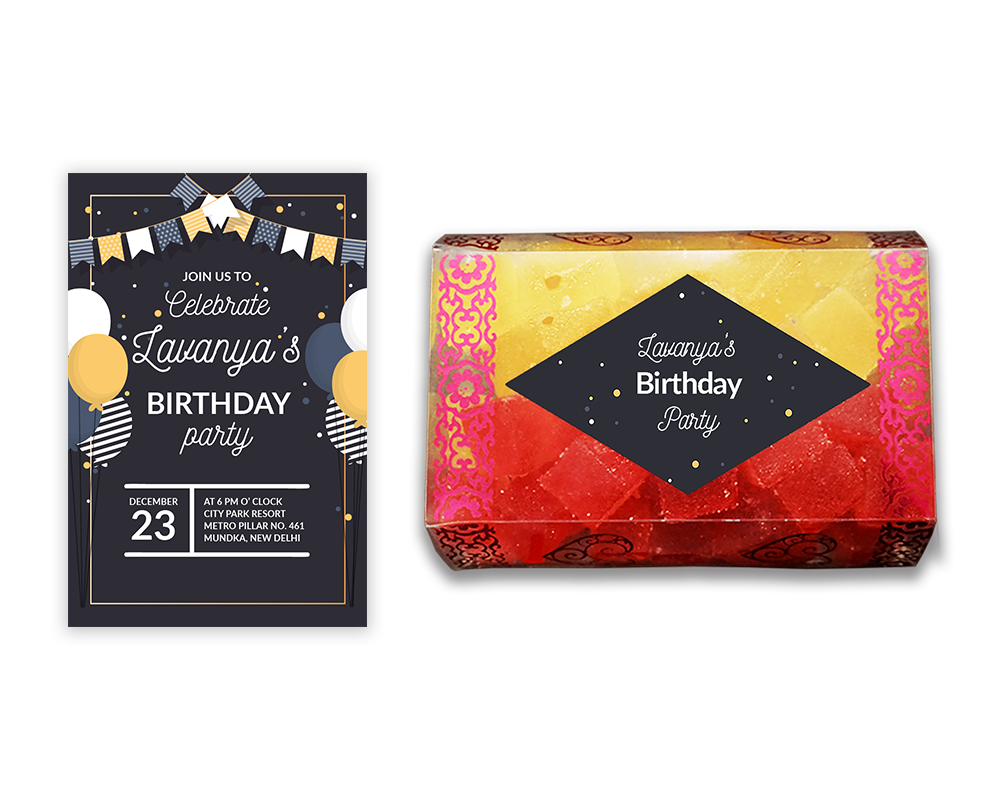 JOIN US TO
Celebrate
Lavanya's
BIRTHDAY
party
DECEMBER
23
AT 6 PM O' CLOCK
CITY PARK RESORT
METRO PILLAR NO. 461
MUNDKA, NEW DELHI
Lavanya's
Birthday
Party